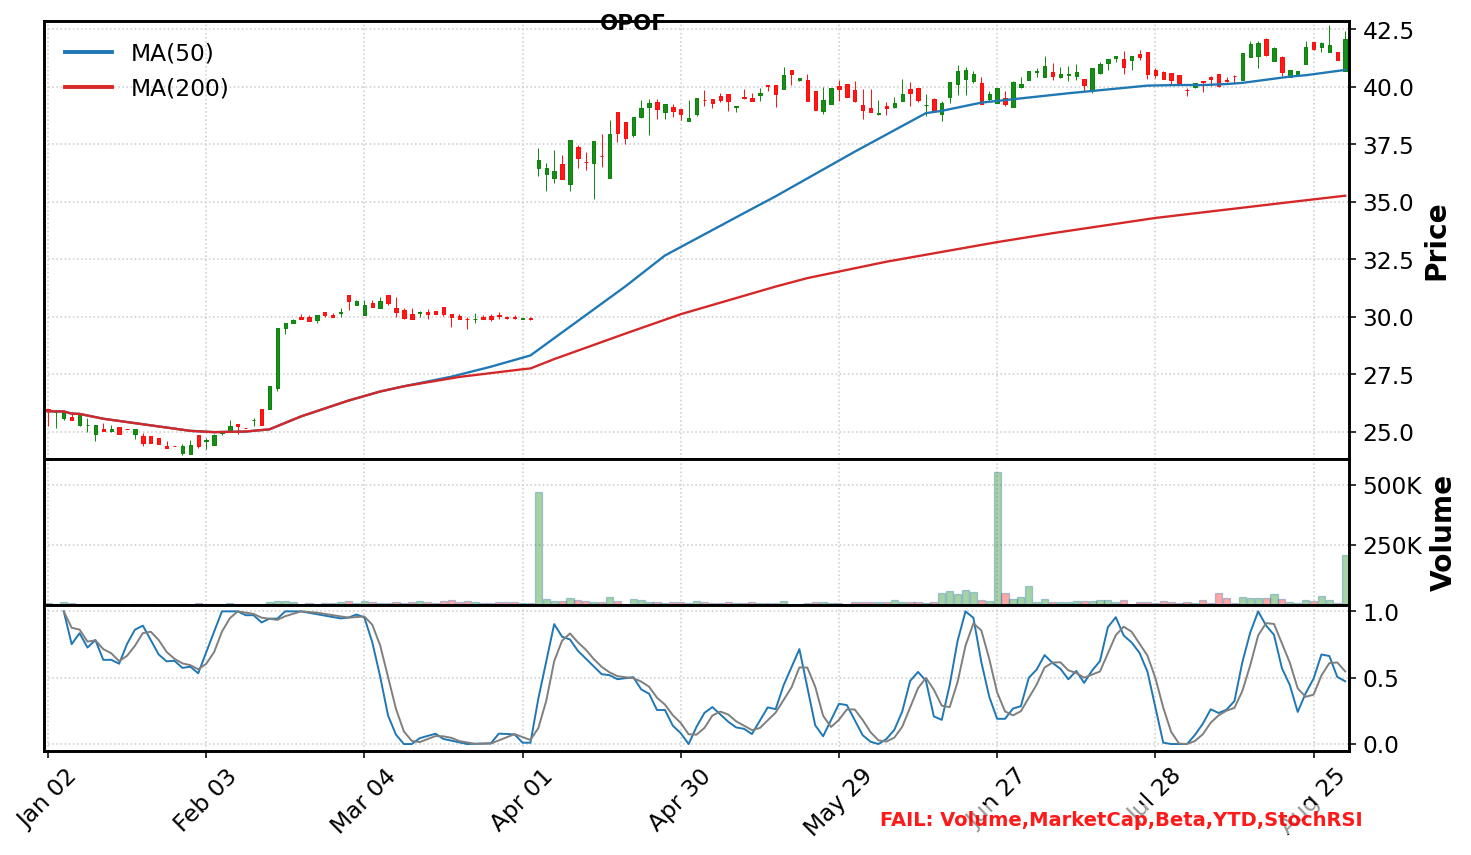 OPOF
MA(50)
MA(200)
42.5
40.0
37.5
35.0
32.5
30.0
27.5
25.0
Price
500K
250K
Volume
1.0
0.5
0.0
Jan 02
Feb 03
Mar 04
Apr 01
Apr 30
May 29
Jun 27
Jul 28
Aug 25
FAIL: Volume,MarketCap,Beta,YTD,StochRSI